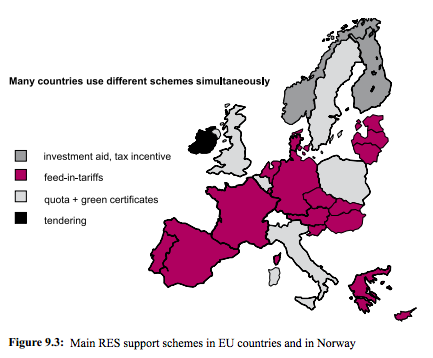 Many countries use different schemes simultaneously
investment aid, tax incentive
feed-in-tariffs
quota + green certificates
tendering
Figure 9.3: Main RES support schemes in EU countries and in Norway